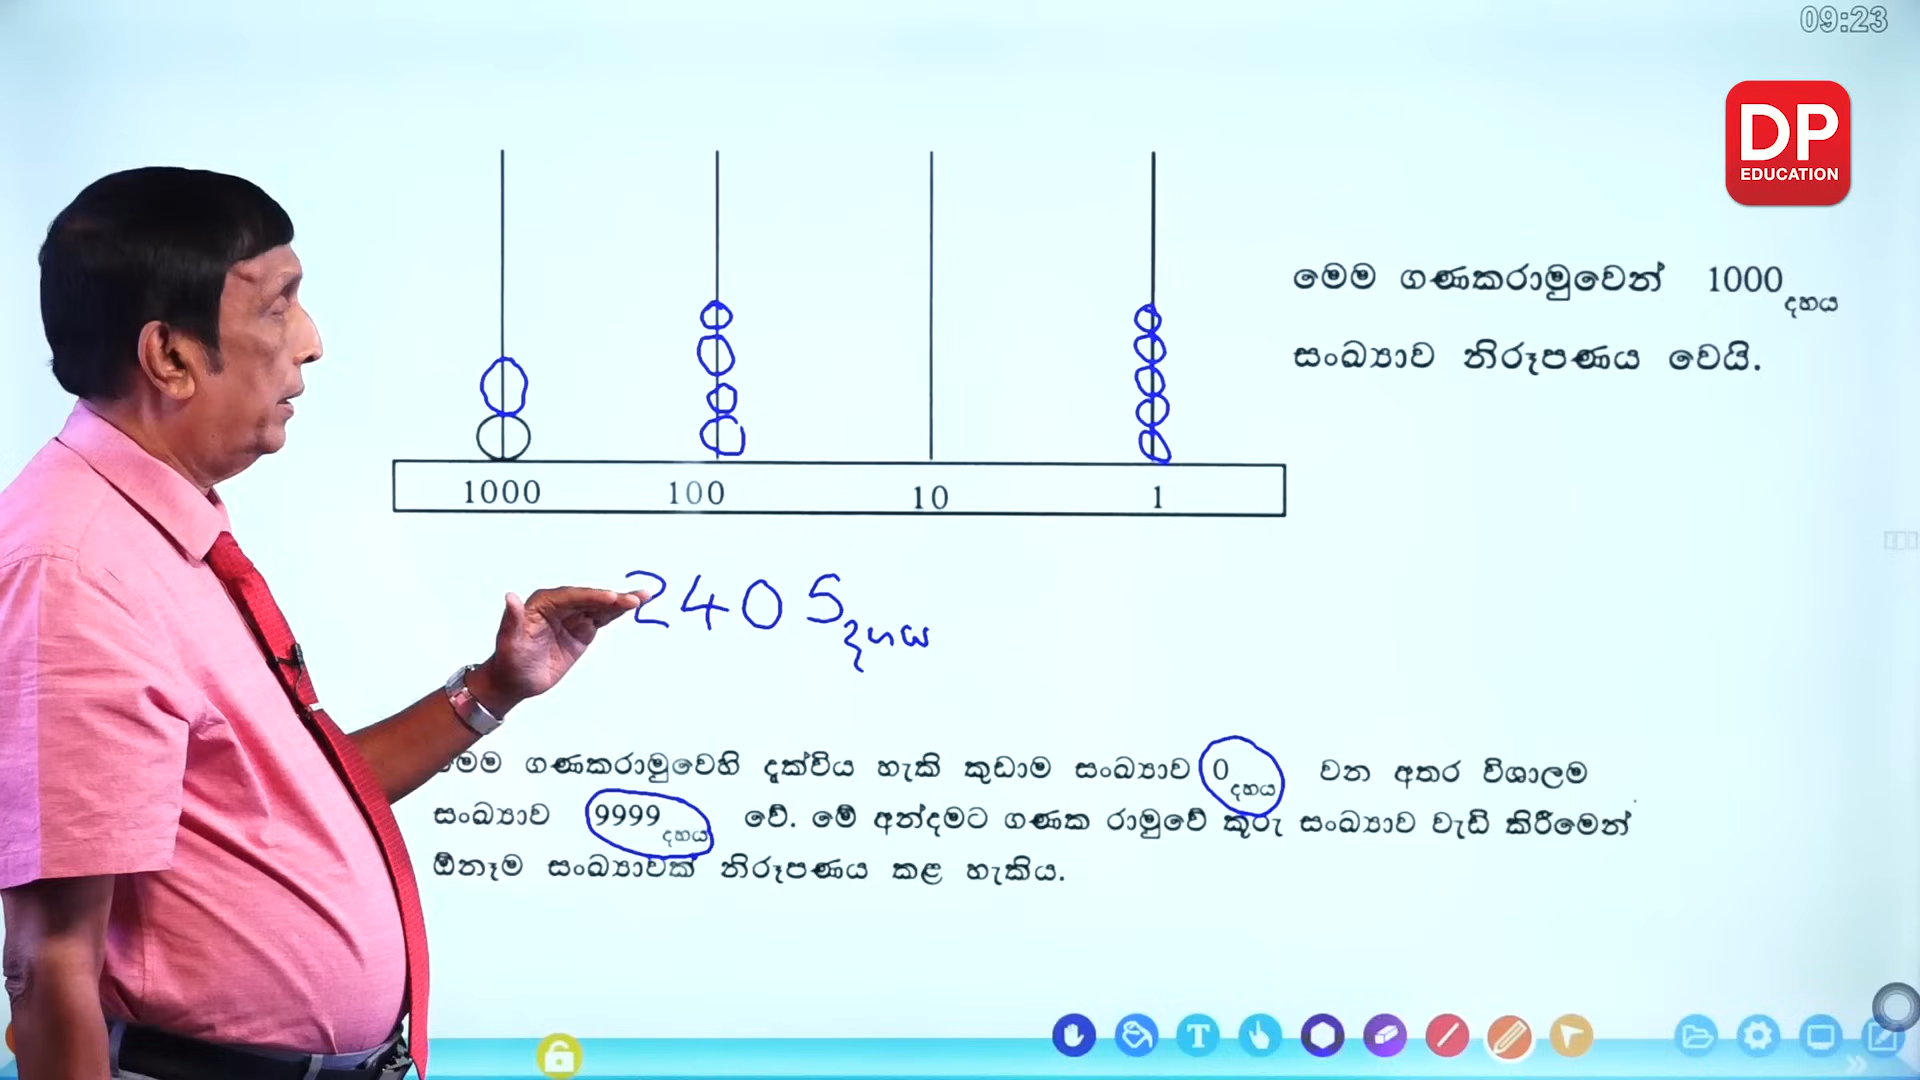 09:23
DP
EDUCATION
මෙම ගණකරාමුවෙන් 1000 දහය
සංඛ්‍යාව නිරූපණය වෙයි.
1000 100 10 1
2405 දහය
මෙම ගණකරාමුවෙහි දැක්විය හැකි කුඩාම සංඛ්‍යාව 0 දහය වන අතර විශාලම
සංඛ්‍යාව 9999 දහය වේ. මේ අන්දමට ගණක රාමුවේ කූරු සංඛ්‍යාව වැඩි කිරීමෙන්
ඕනෑම සංඛ්‍යාවක් නිරූපණය කළ හැකිය.